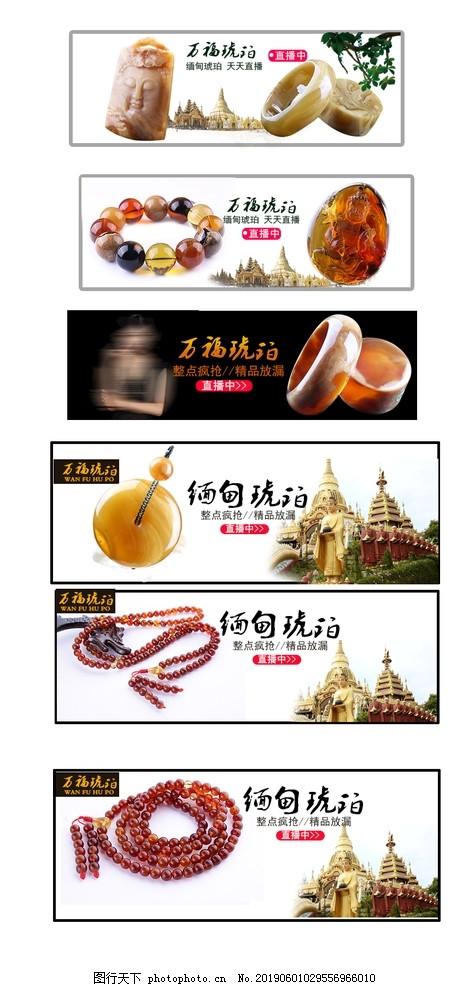 万福琥珀
缅甸琥珀 天天直播
直播中
万福琥珀
缅甸琥珀 天天直播
直播中
万福琥珀
整点疯抢//精品放漏
直播中>>
万福琥珀
WAN FU HU PO
缅甸琥珀
整点疯抢//精品放漏
直播中>>
万福琥珀
WAN FU HU PO
缅甸琥珀
整点疯抢//精品放漏
直播中>>
万福琥珀
WAN FU HU PO
缅甸琥珀
整点疯抢//精品放漏
直播中>>
图行天下 photophoto.cn No.20190601029556966010